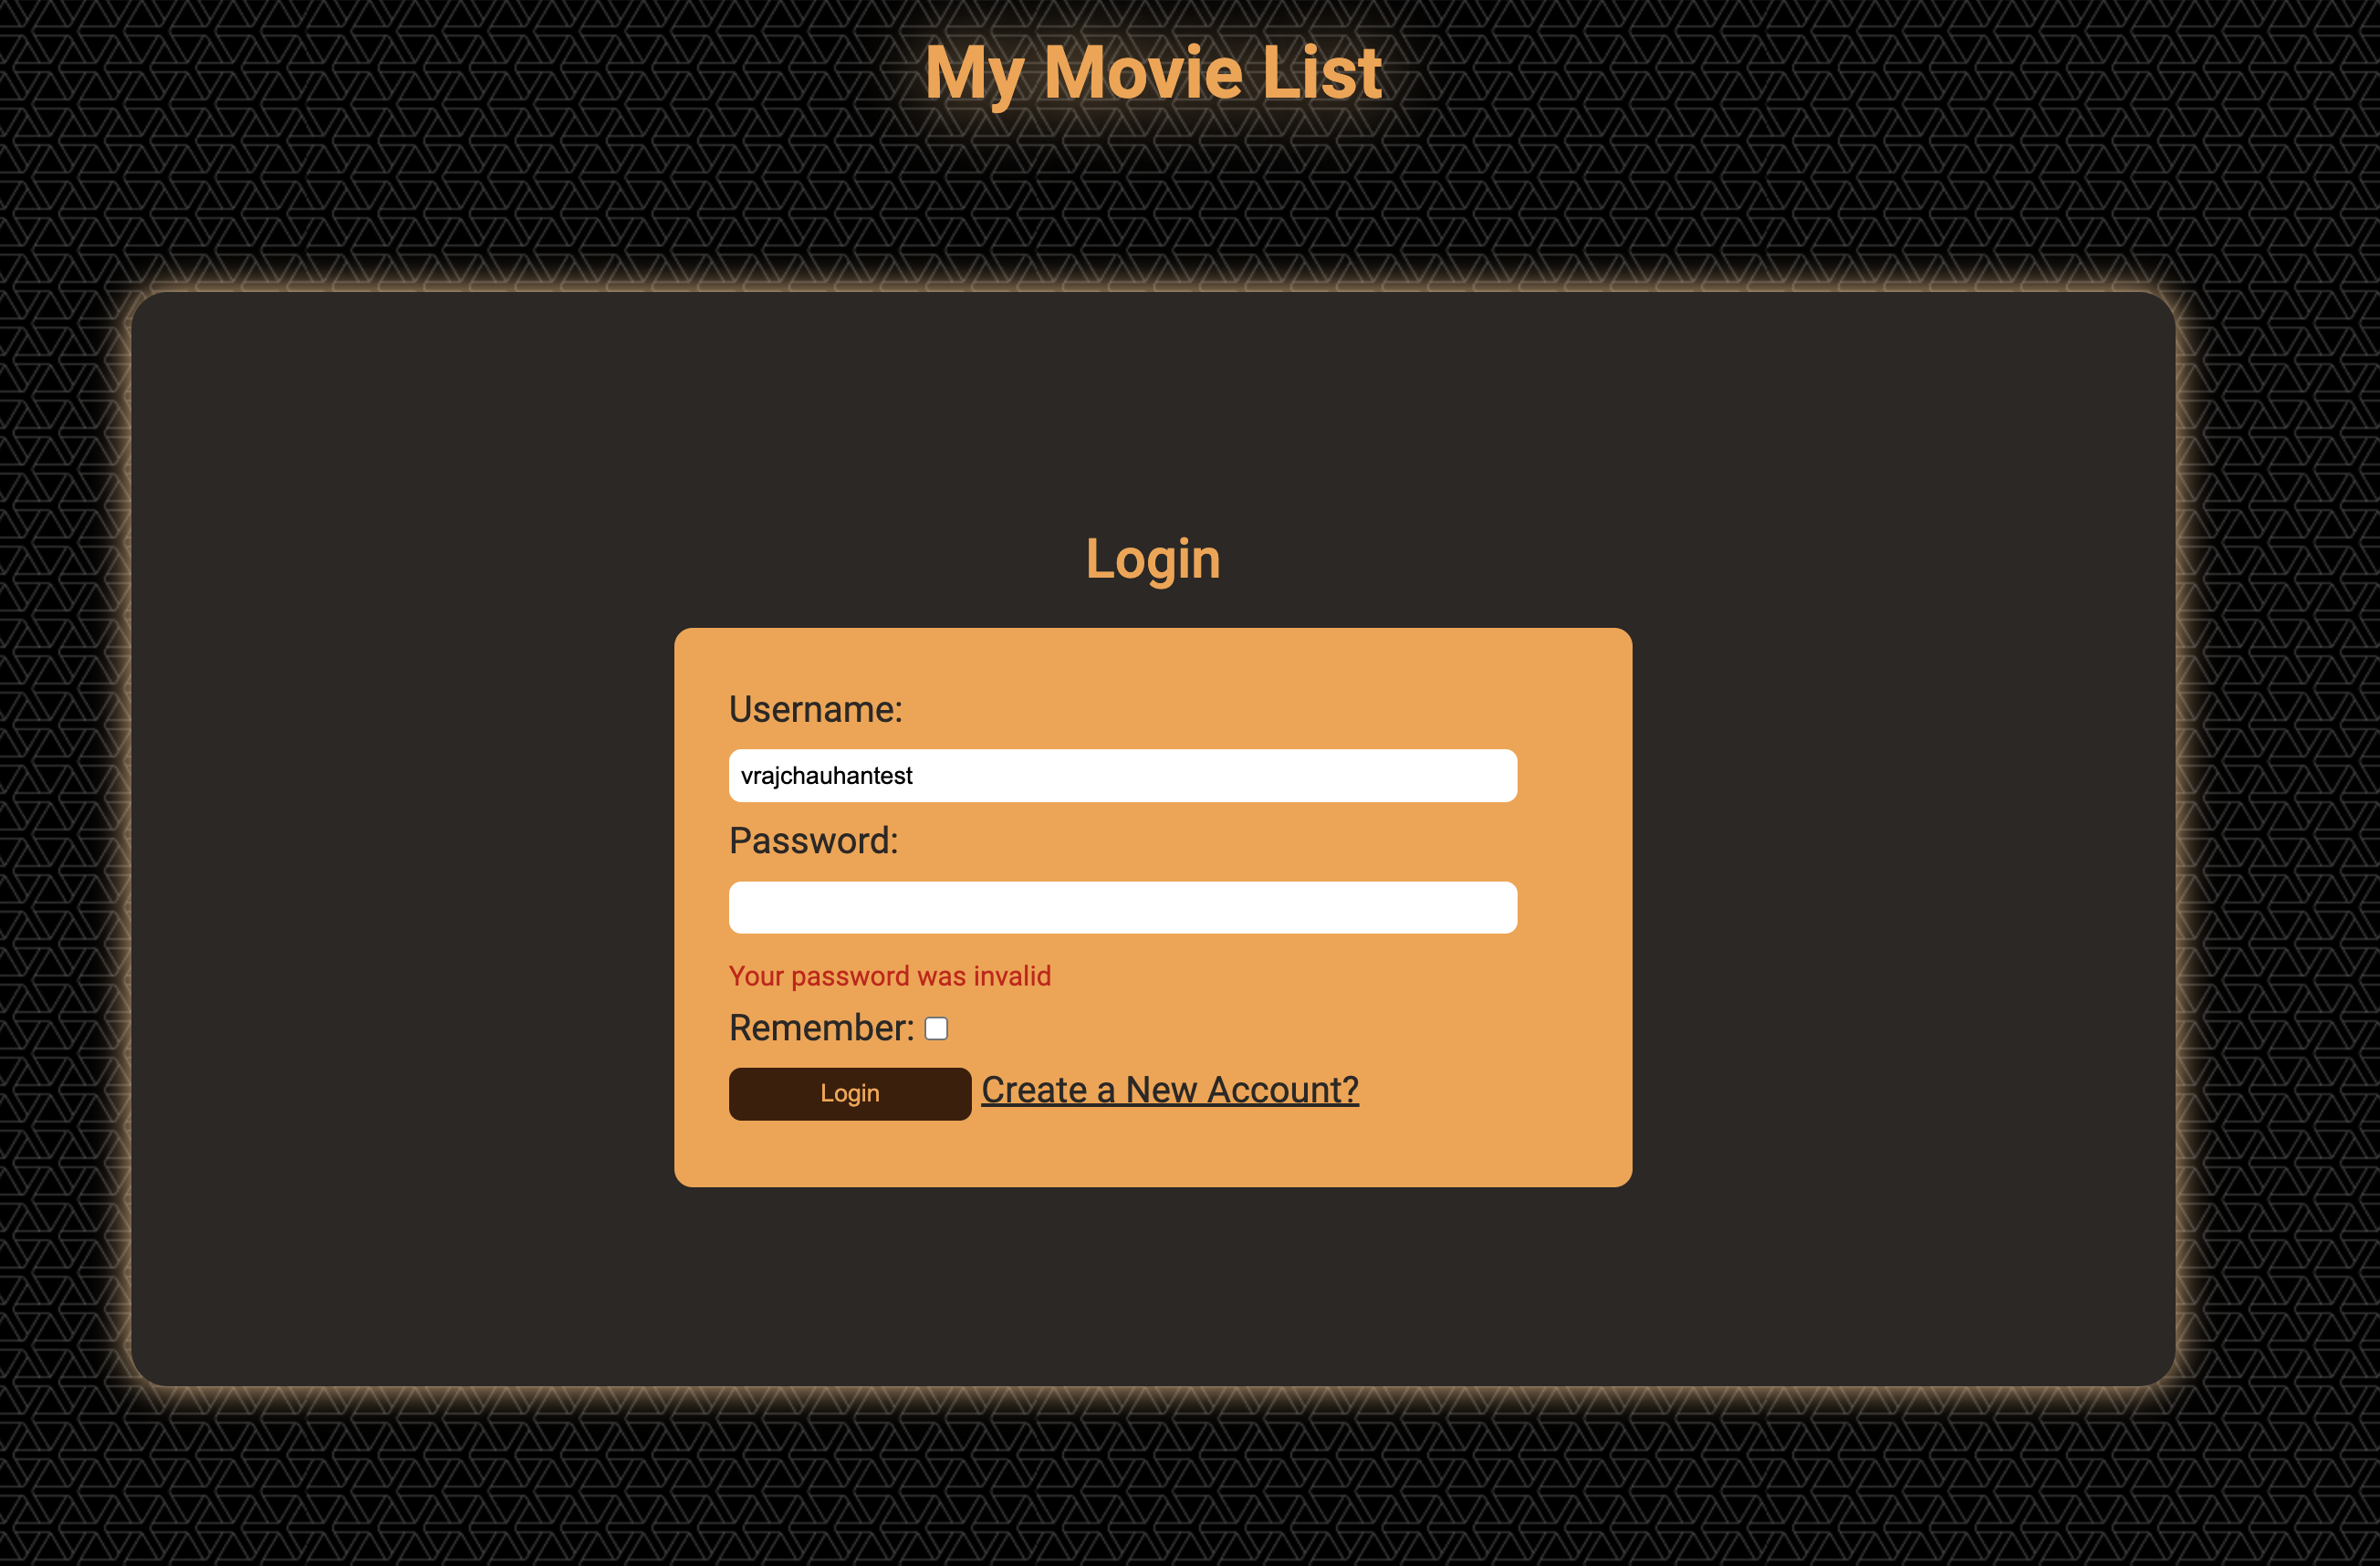 My Movie List
Login
Username:
vrajchauhantest
Password:
Your password was invalid
Remember:
Login Create a New Account?